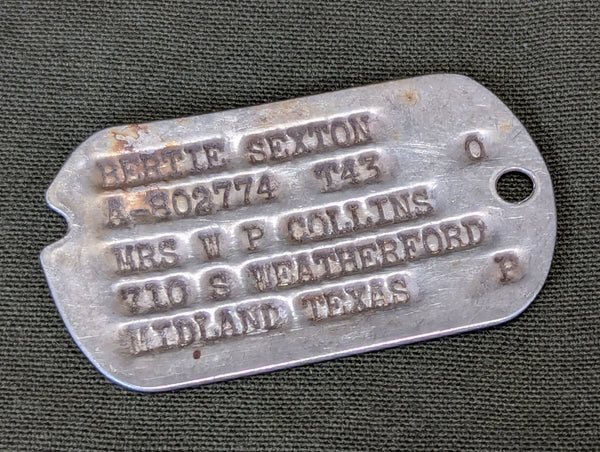 BERTIE SEXTON
A-802774 T43 O
MRS W P COLLINS
710 S WEATHERFORD
MIDLAND TEXAS P